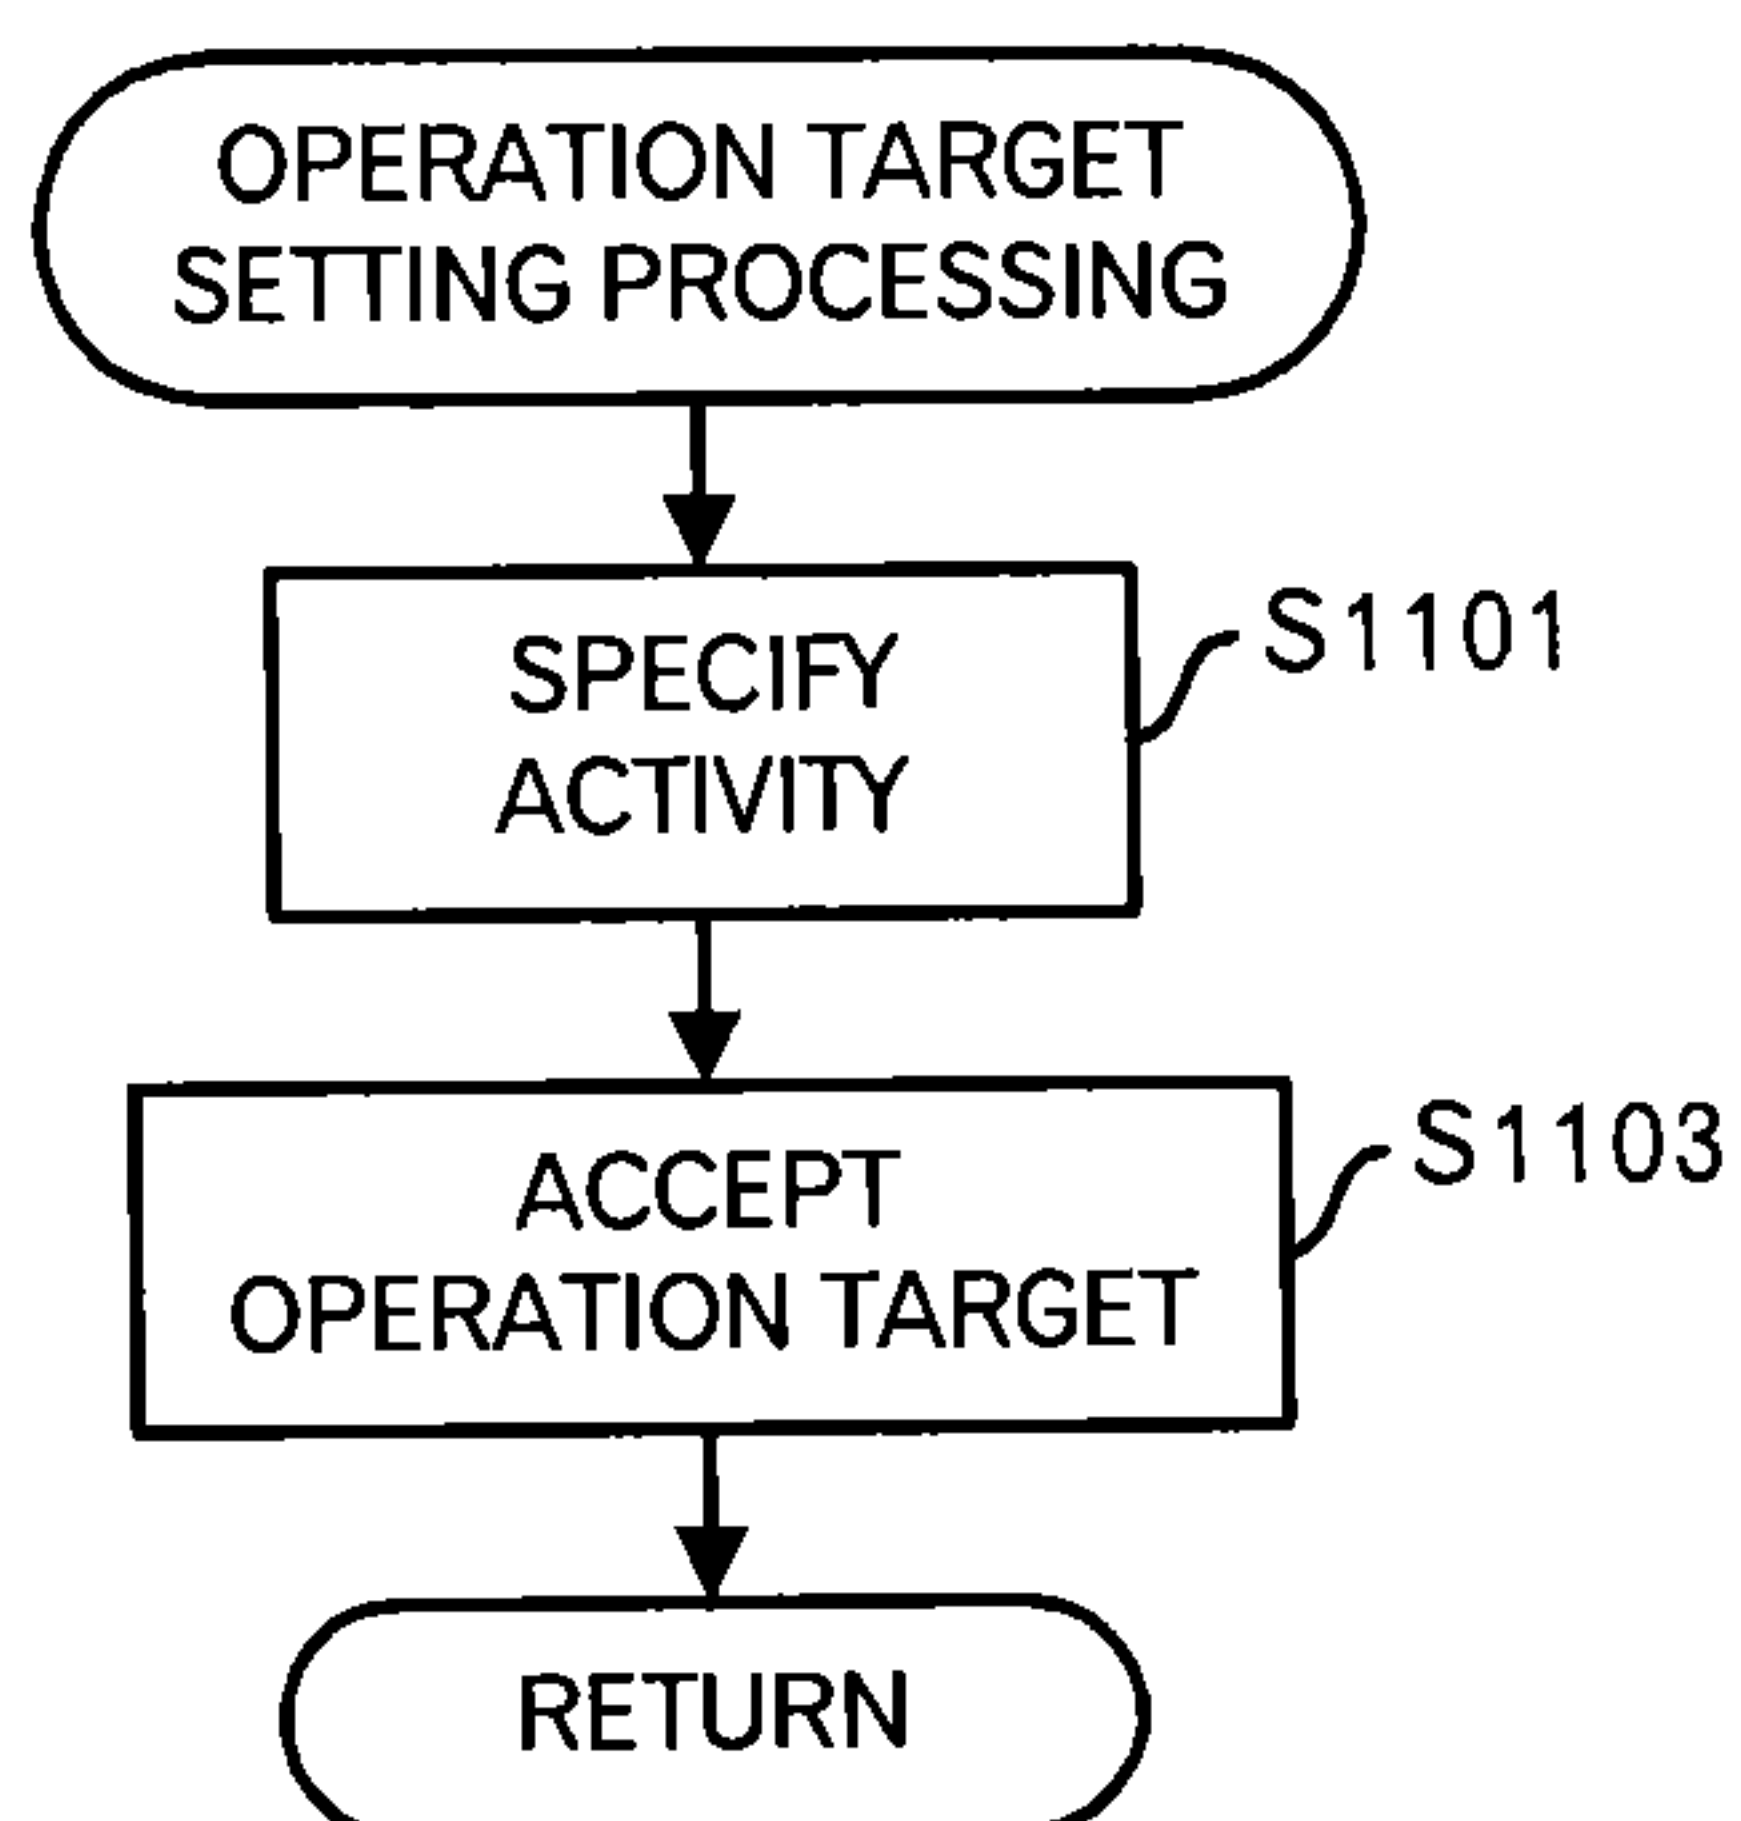 OPERATION TARGET
SETTING PROCESSING
SPECIFY
ACTIVITY
S1101
ACCEPT
OPERATION TARGET
S1103
RETURN